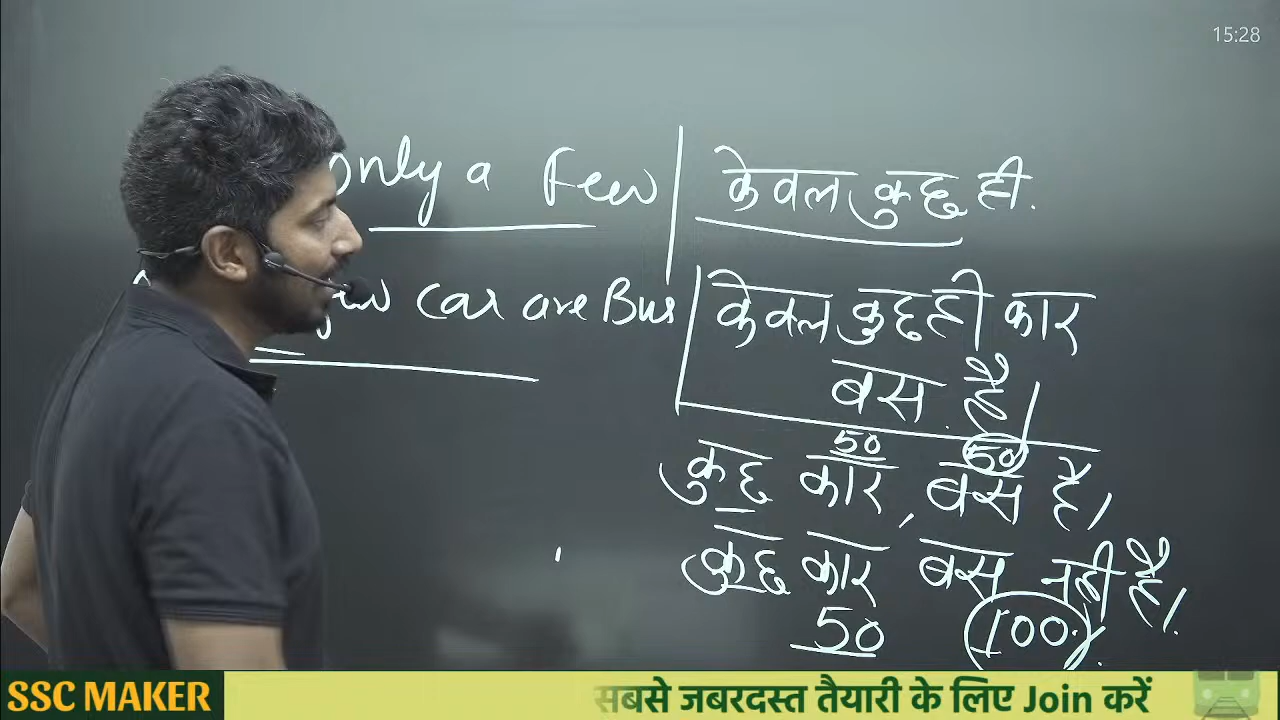 15:28
only a Few | केवल कुछ ही.
car are Bus | केवल कुछ ही कार
बस है।
50 50
कुछ कार, बस है।
कुछ कार बस नही है।
50 100%.
SSC MAKER सबसे जबरदस्त तैयारी के लिए Join करें